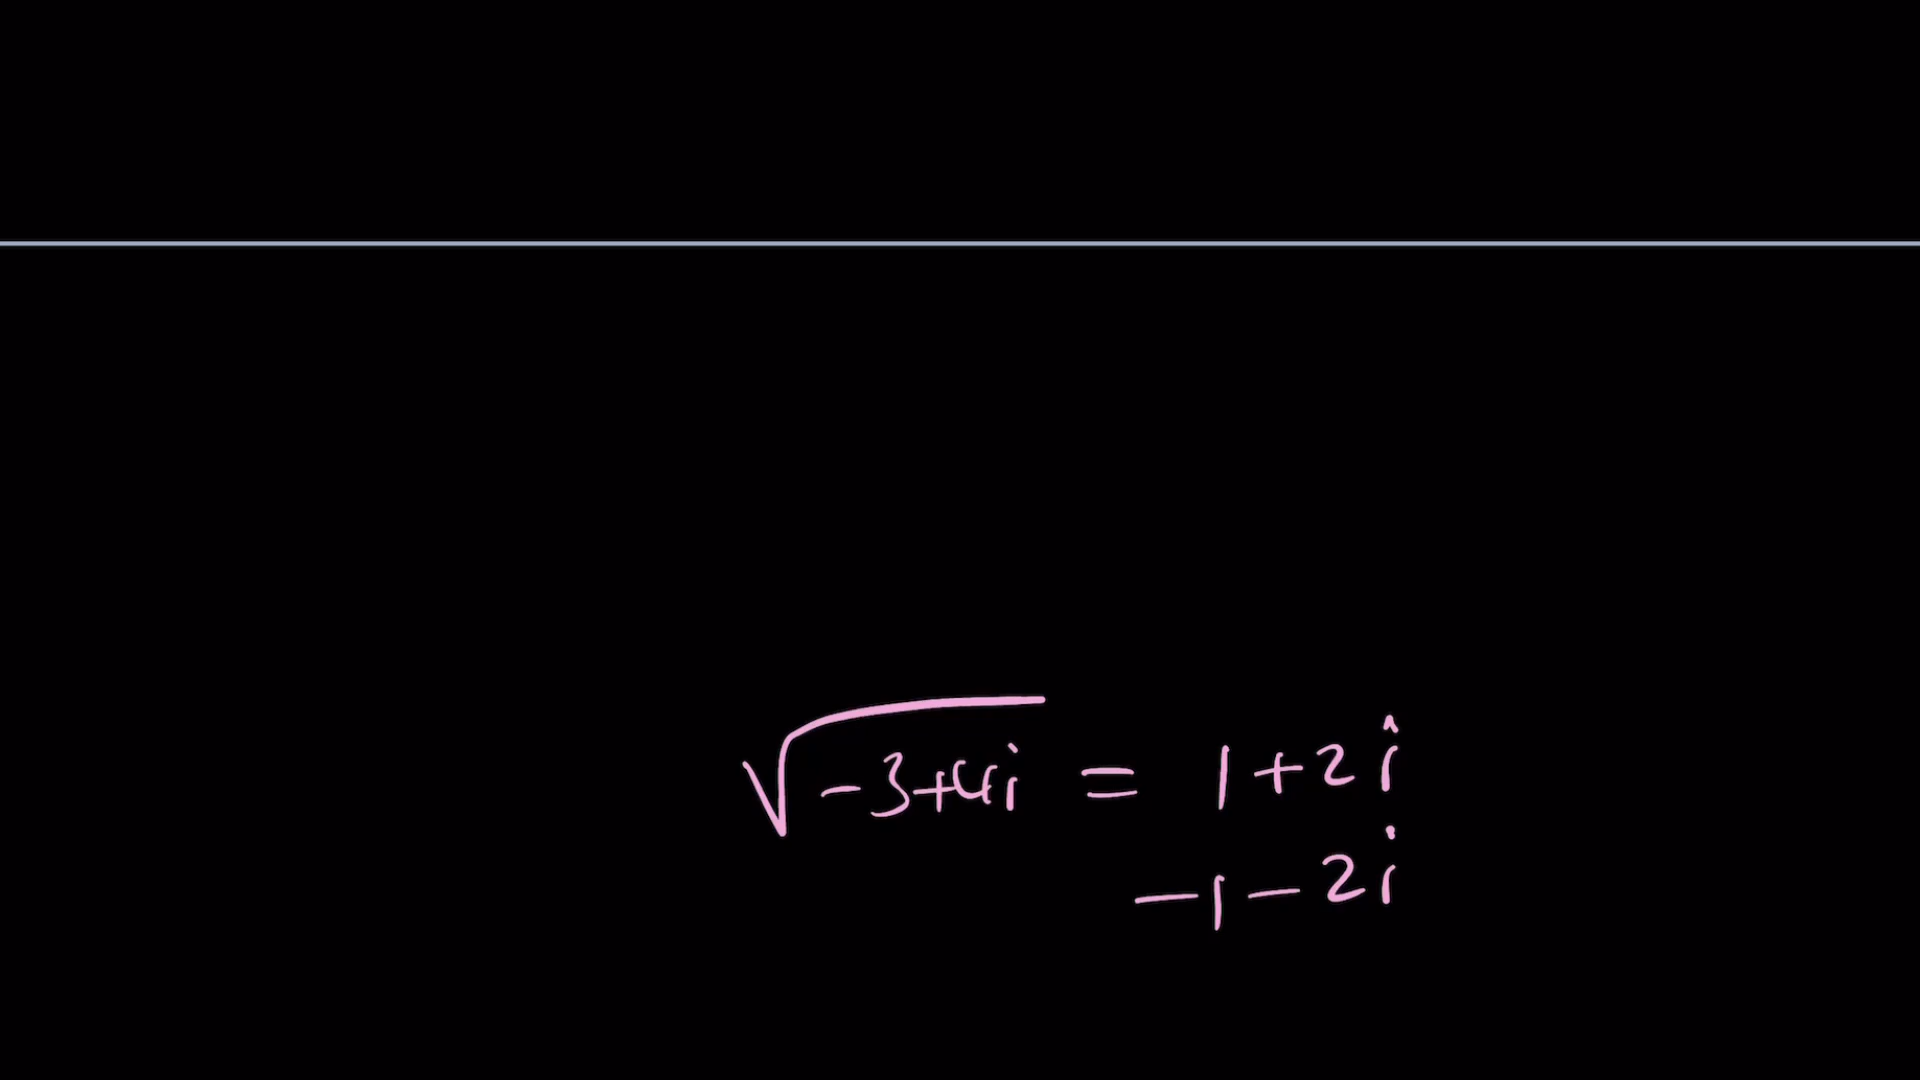 √-3+4i = 1+2i
-1-2i